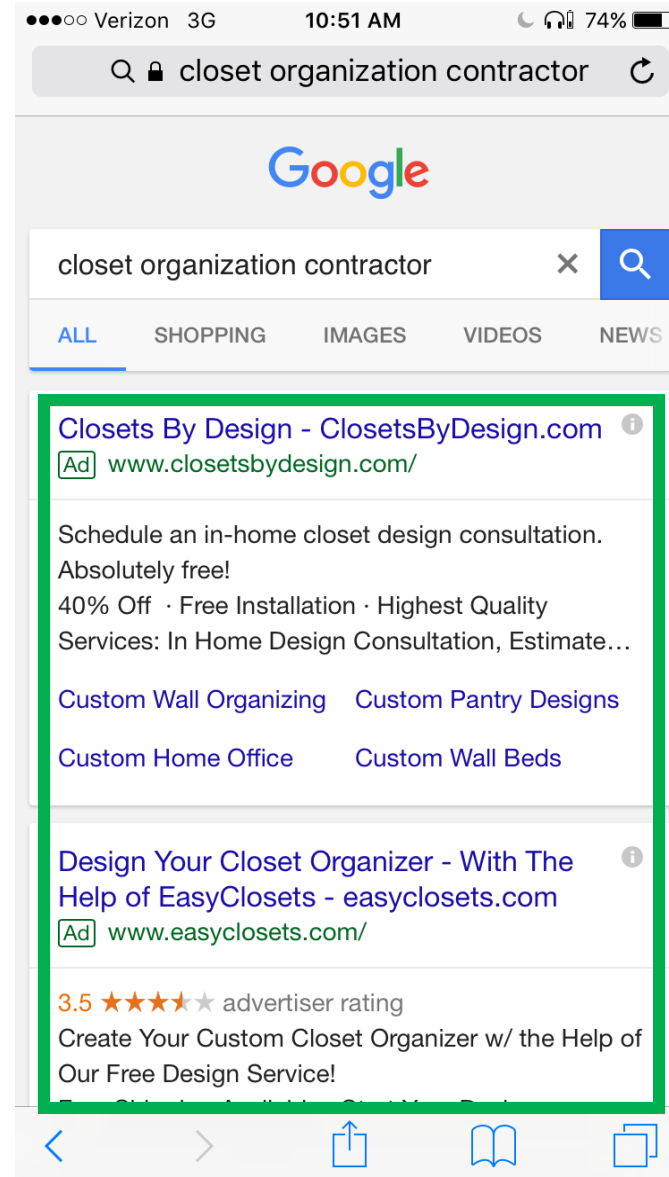 Verizon 3G 10:51 AM 74%
closet organization contractor
Google
closet organization contractor
ALL SHOPPING IMAGES VIDEOS NEWS
Closets By Design - ClosetsByDesign.com
Ad www.closetsbydesign.com/
Schedule an in-home closet design consultation.
Absolutely free!
40% Off · Free Installation · Highest Quality
Services: In Home Design Consultation, Estimate...
Custom Wall Organizing Custom Pantry Designs
Custom Home Office Custom Wall Beds
Design Your Closet Organizer - With The
Help of EasyClosets - easyclosets.com
Ad www.easyclosets.com/
3.5 ★★★★★ advertiser rating
Create Your Custom Closet Organizer w/ the Help of
Our Free Design Service!